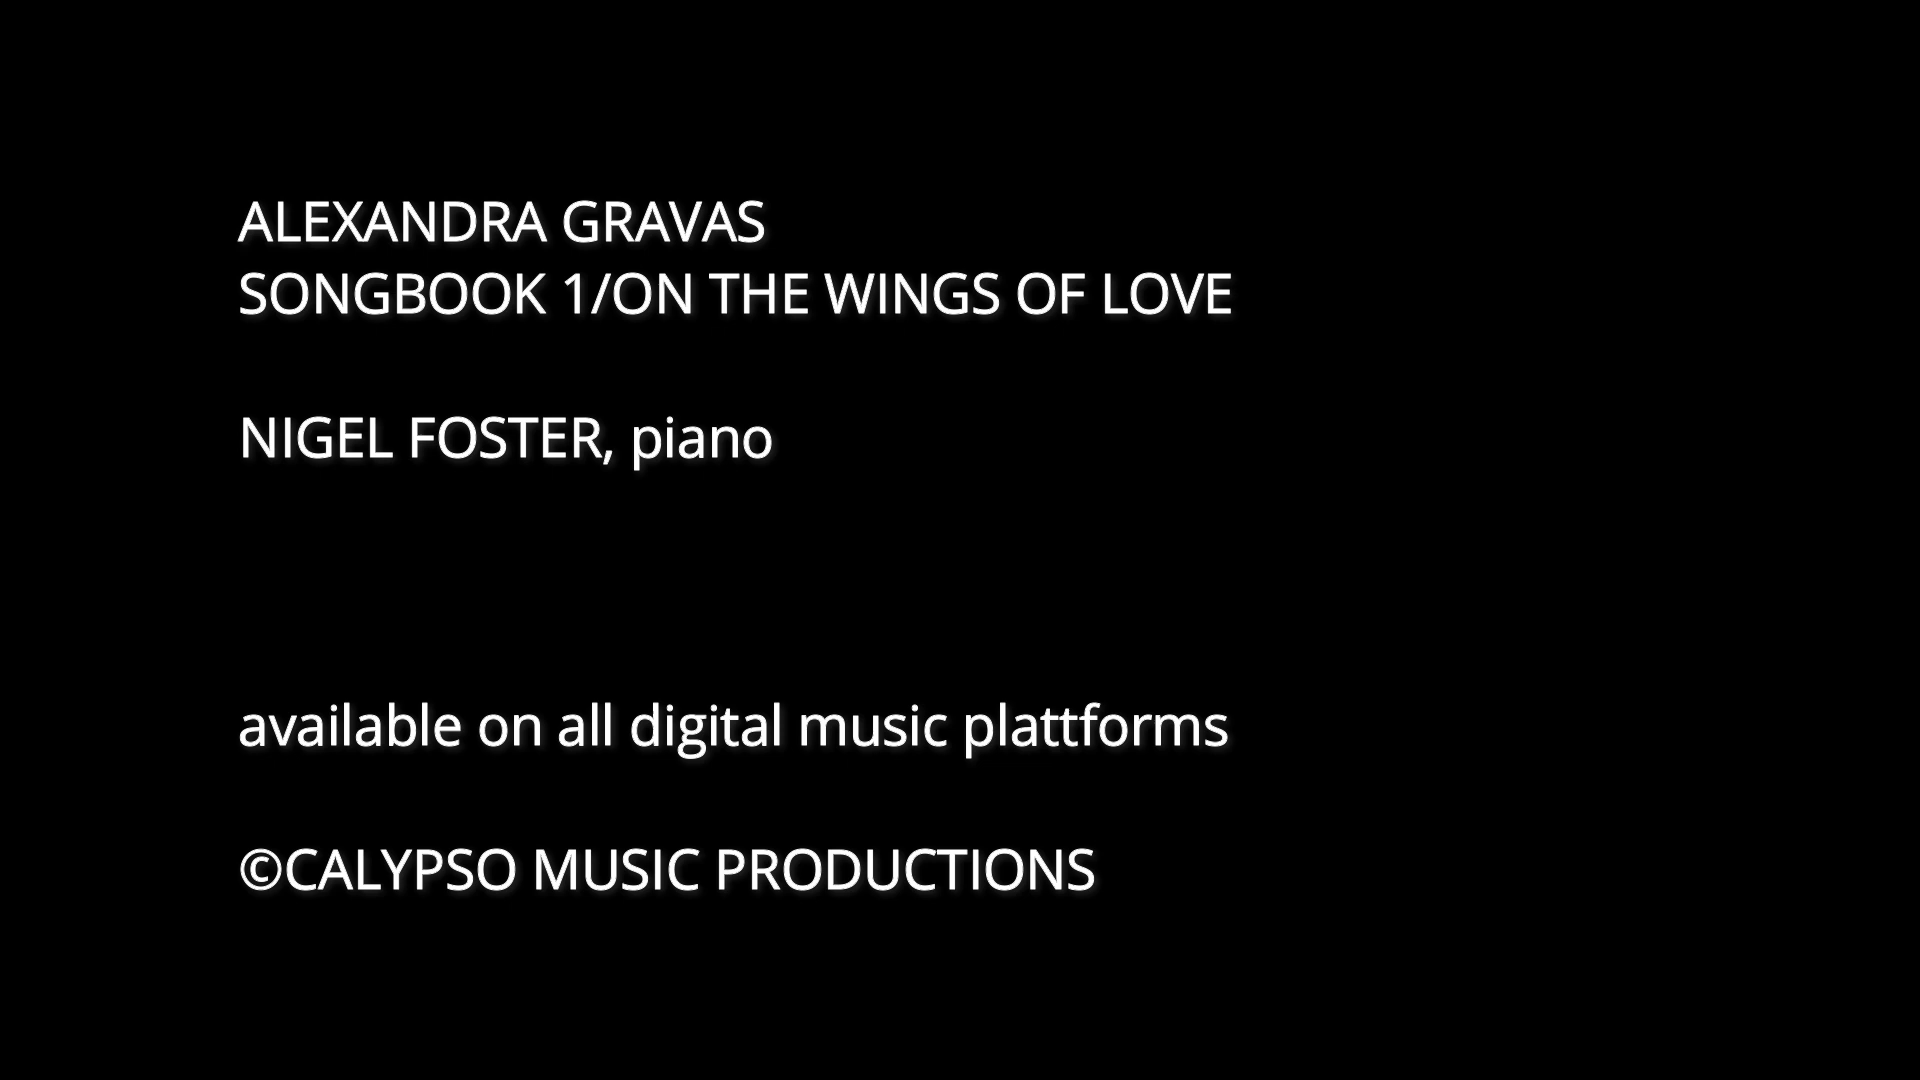 ALEXANDRA GRAVAS
SONGBOOK 1/ON THE WINGS OF LOVE
NIGEL FOSTER, piano
available on all digital music plattforms
©CALYPSO MUSIC PRODUCTIONS